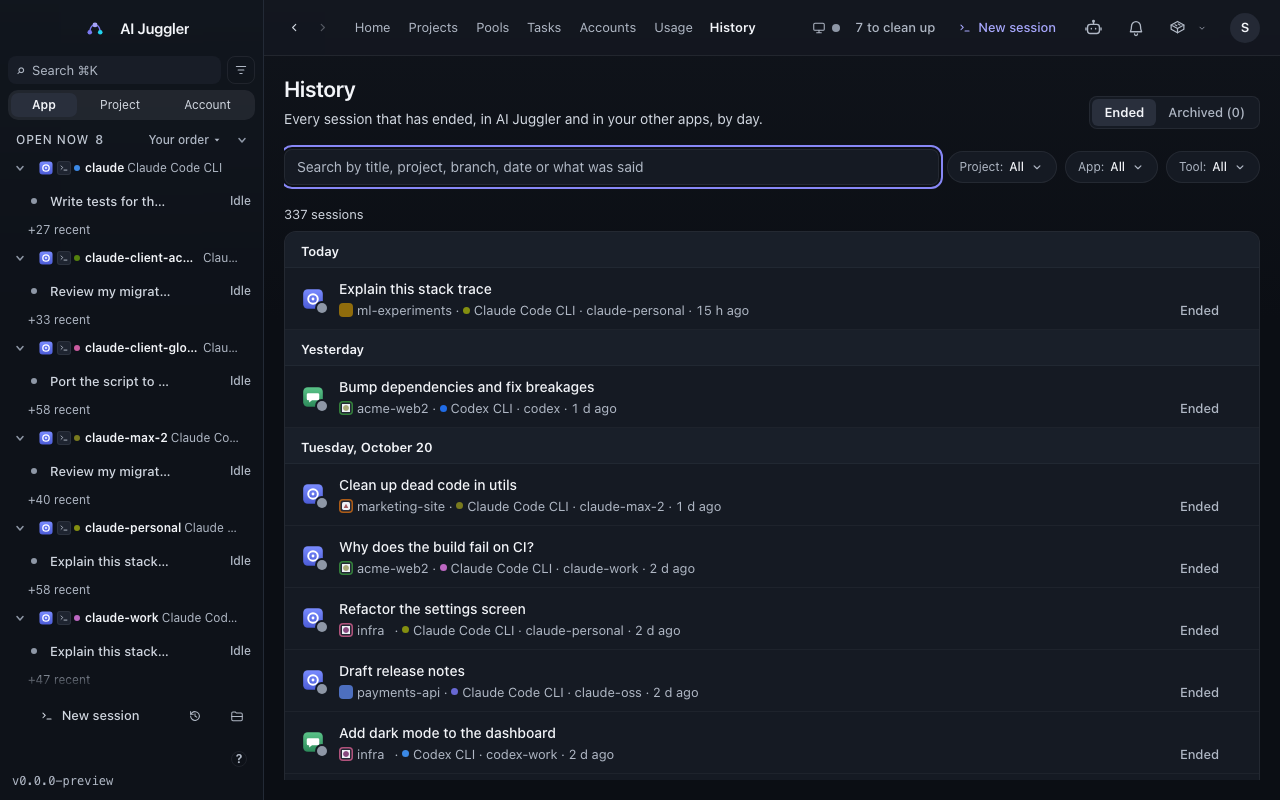 AI Juggler
Search ⌘K
App Project Account
OPEN NOW 8 Your order
claude Claude Code CLI
Write tests for th... Idle
+27 recent
claude-client-ac... Clau...
Review my migrat... Idle
+33 recent
claude-client-glo... Clau...
Port the script to ... Idle
+58 recent
claude-max-2 Claude Co...
Review my migrat... Idle
+40 recent
claude-personal Claude ...
Explain this stack... Idle
+58 recent
claude-work Claude Cod...
Explain this stack... Idle
+47 recent
New session
?
v0.0.0-preview
Home Projects Pools Tasks Accounts Usage History
7 to clean up
New session
S
History
Every session that has ended, in AI Juggler and in your other apps, by day.
Ended Archived (0)
Search by title, project, branch, date or what was said
Project: All App: All Tool: All
337 sessions
Today
Explain this stack trace
ml-experiments · Claude Code CLI · claude-personal · 15 h ago Ended
Yesterday
Bump dependencies and fix breakages
acme-web2 · Codex CLI · codex · 1 d ago Ended
Tuesday, October 20
Clean up dead code in utils
marketing-site · Claude Code CLI · claude-max-2 · 1 d ago Ended
Why does the build fail on CI?
acme-web2 · Claude Code CLI · claude-work · 2 d ago Ended
Refactor the settings screen
infra · Claude Code CLI · claude-personal · 2 d ago Ended
Draft release notes
payments-api · Claude Code CLI · claude-oss · 2 d ago Ended
Add dark mode to the dashboard
infra · Codex CLI · codex-work · 2 d ago Ended